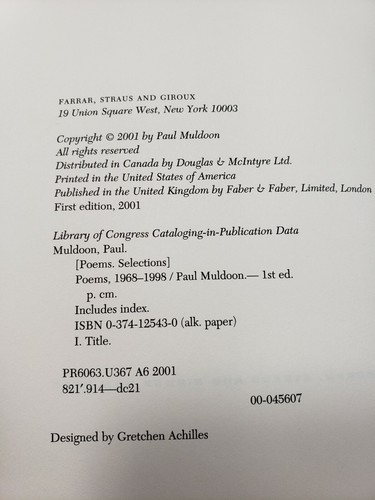 FARRAR, STRAUS AND GIROUX
19 Union Square West, New York 10003
Copyright © 2001 by Paul Muldoon
All rights reserved
Distributed in Canada by Douglas & McIntyre Ltd.
Printed in the United States of America
Published in the United Kingdom by Faber & Faber, Limited, London
First edition, 2001
Library of Congress Cataloging-in-Publication Data
Muldoon, Paul.
[Poems. Selections]
Poems, 1968–1998 / Paul Muldoon.— 1st ed.
p. cm.
Includes index.
ISBN 0-374-12543-0 (alk. paper)
I. Title.
PR6063.U367 A6 2001
821'.914—dc21
00-045607
Designed by Gretchen Achilles